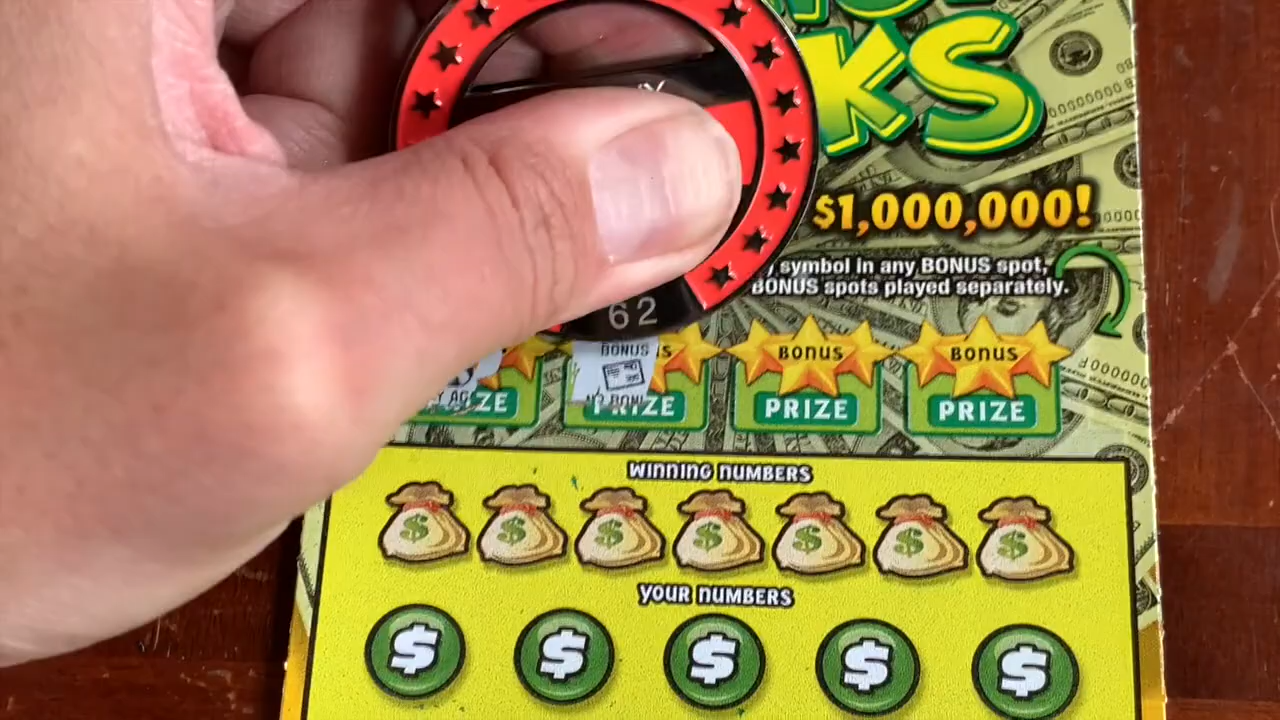 KS
$1,000,000!
symbol in any BONUS spot,
BONUS spots played separately.
62
BONUS
BONUS BONUS
PRIZE PRIZE PRIZE
WINNING NUMBERS
$ $ $ $ $ $ $
YOUR NUMBERS
$ $ $ $ $